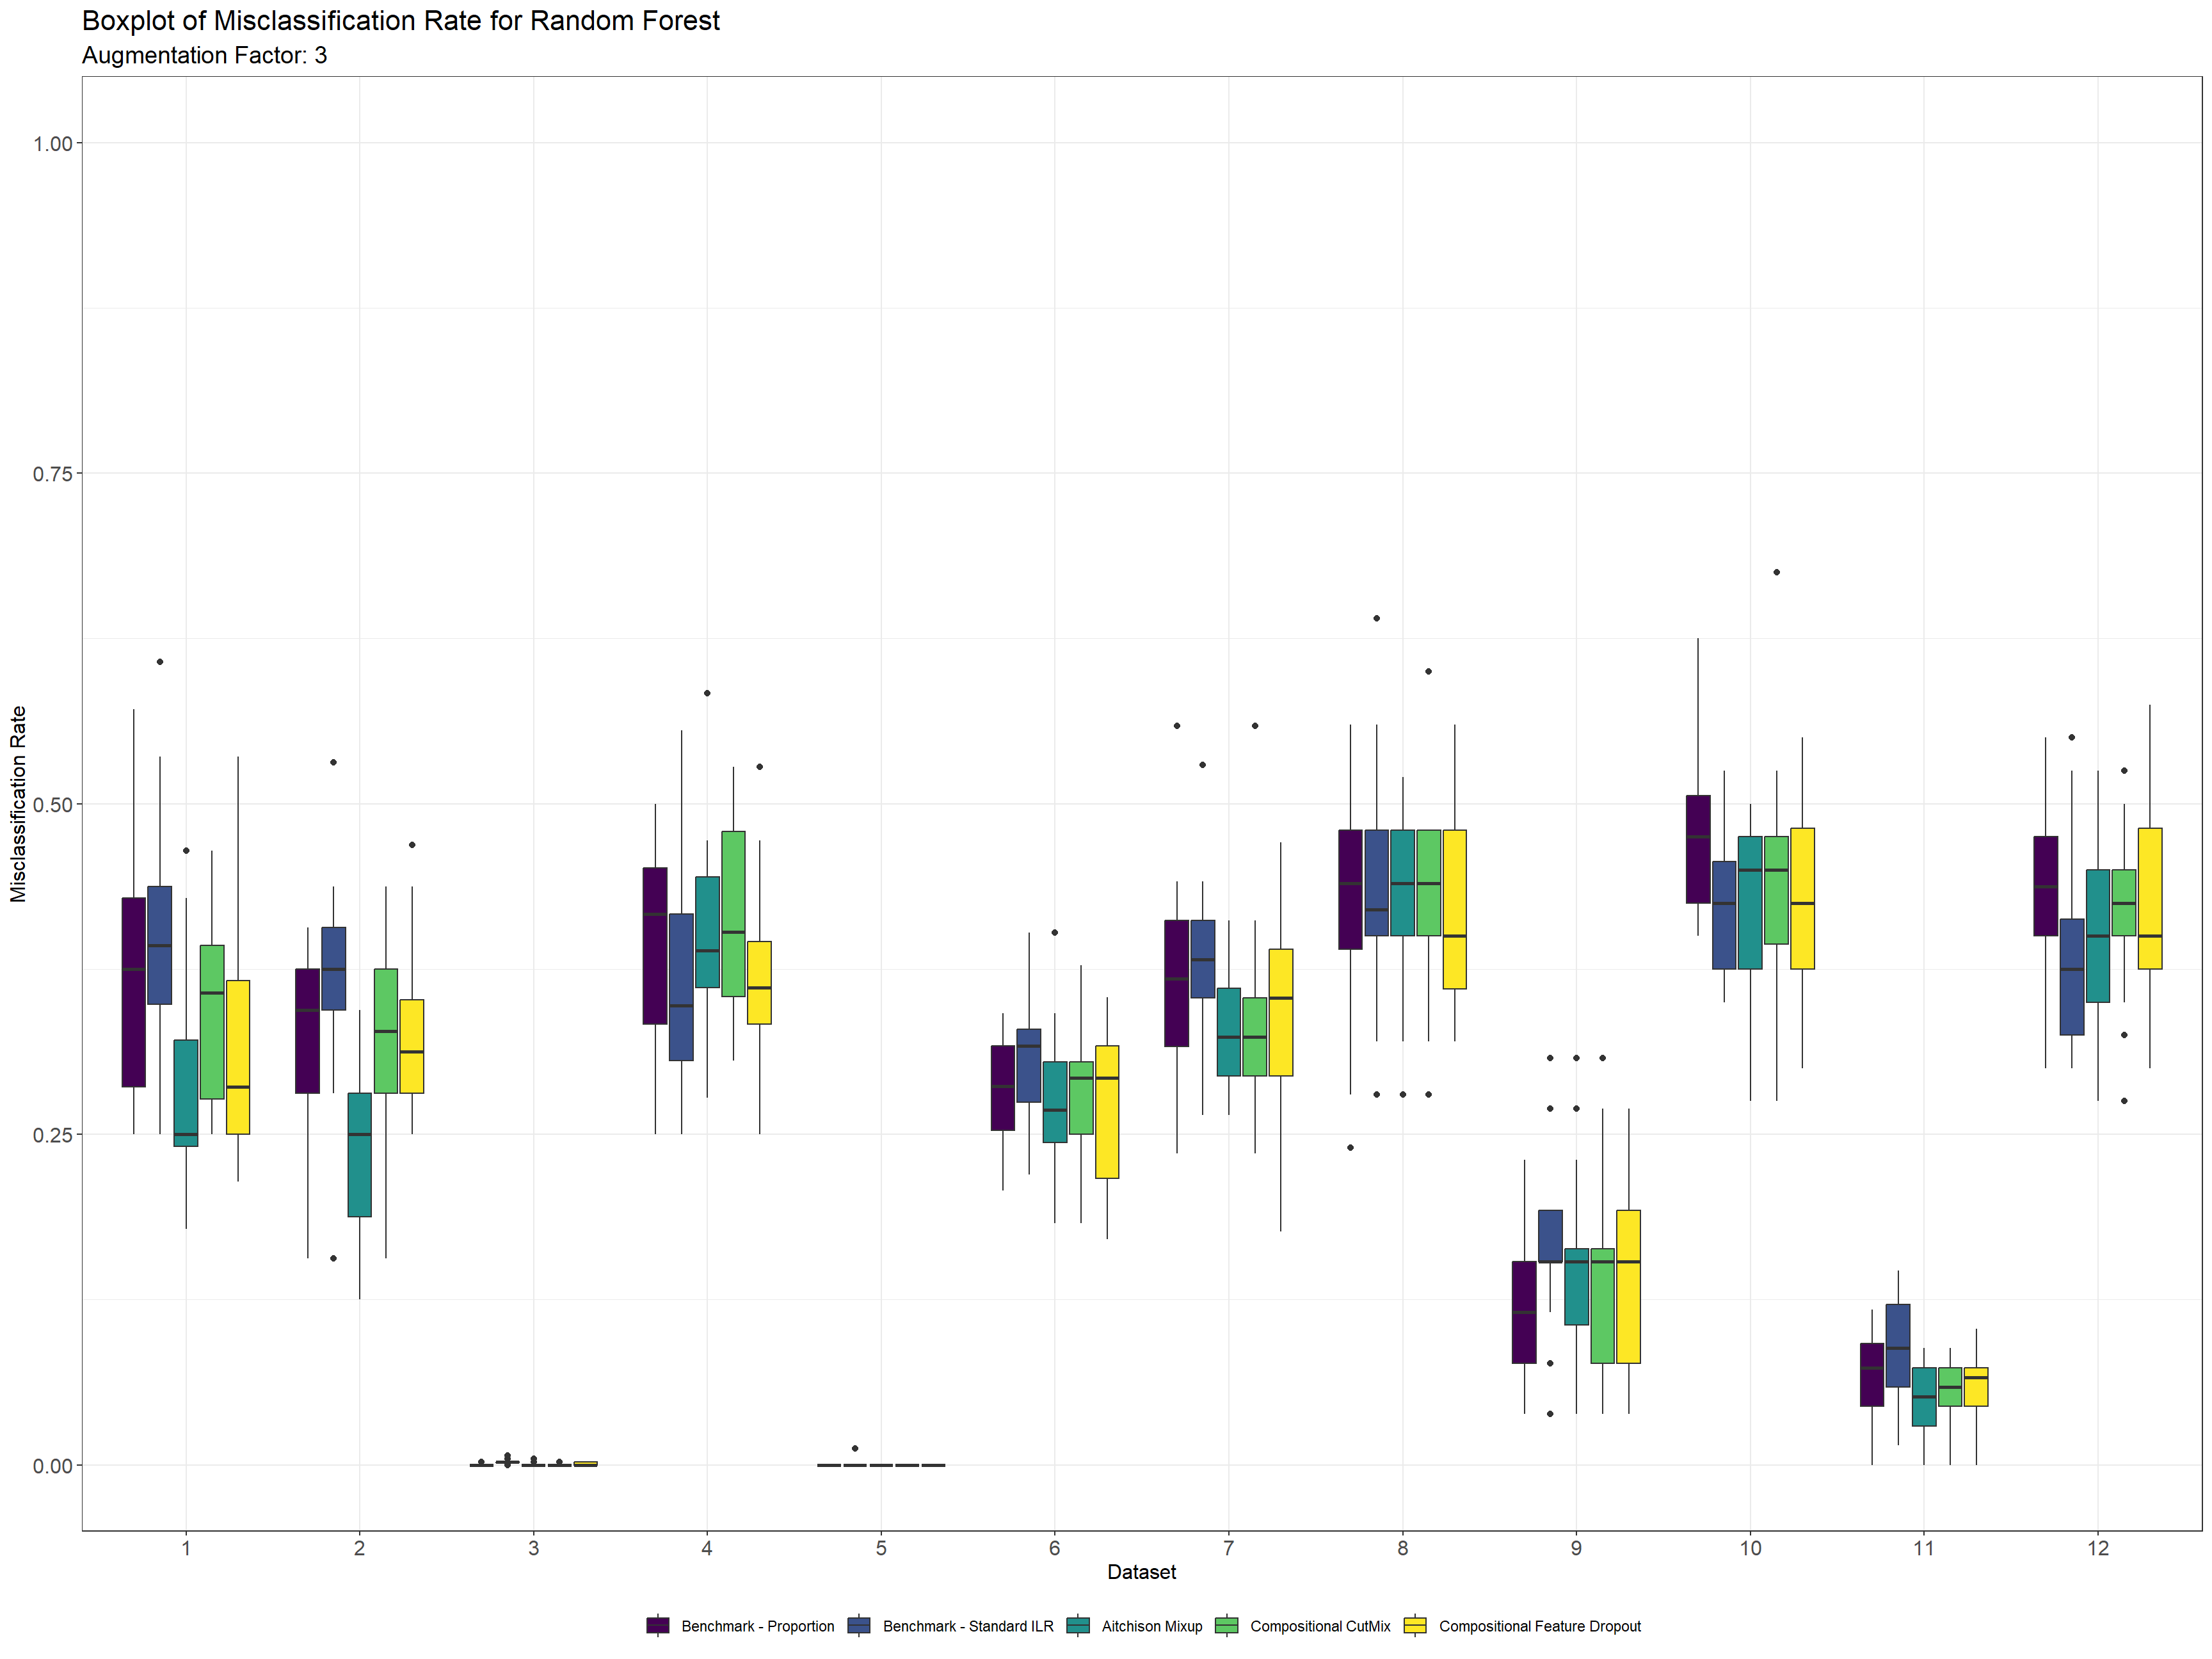 Boxplot of Misclassification Rate for Random Forest
Augmentation Factor: 3
Misclassification Rate
1.00
0.75
0.50
0.25
0.00
1 2 3 4 5 6 7 8 9 10 11 12
Dataset
Benchmark - Proportion Benchmark - Standard ILR Aitchison Mixup Compositional CutMix Compositional Feature Dropout